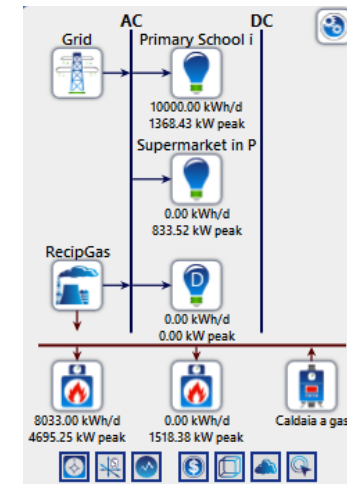 AC DC
Grid Primary School i
10000.00 kWh/d
1368.43 kW peak
Supermarket in P
0.00 kWh/d
833.52 kW peak
RecipGas
D
0.00 kWh/d
0.00 kW peak
8033.00 kWh/d 0.00 kWh/d Caldaia a gas
4695.25 kW peak 1518.38 kW peak
$